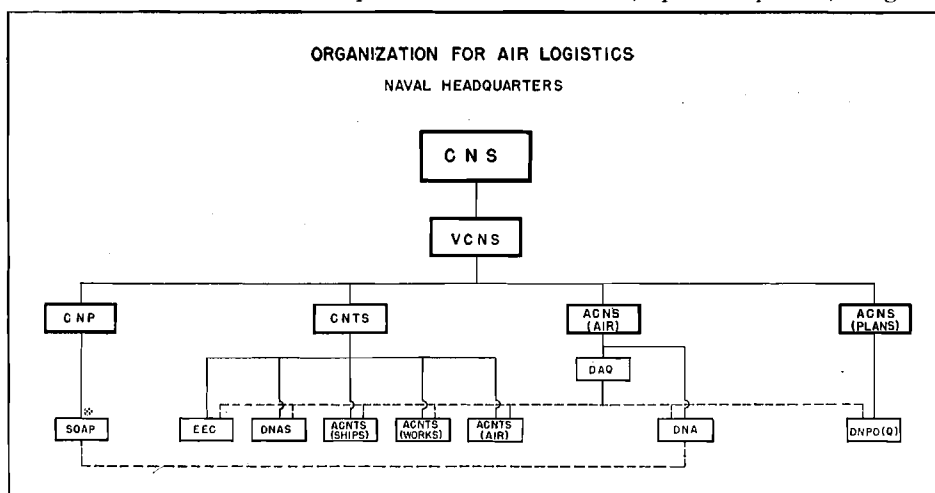 ORGANIZATION FOR AIR LOGISTICS
NAVAL HEADQUARTERS
CNS
VCNS
CNP
CNTS
ACNS
(AIR)
ACNS
(PLANS)
DAQ
SOAP
EEC
DNAS
ACNTS
(SHIPS)
ACNTS
(WORKS)
ACNTS
(AIR)
DNA
DNPO(Q)